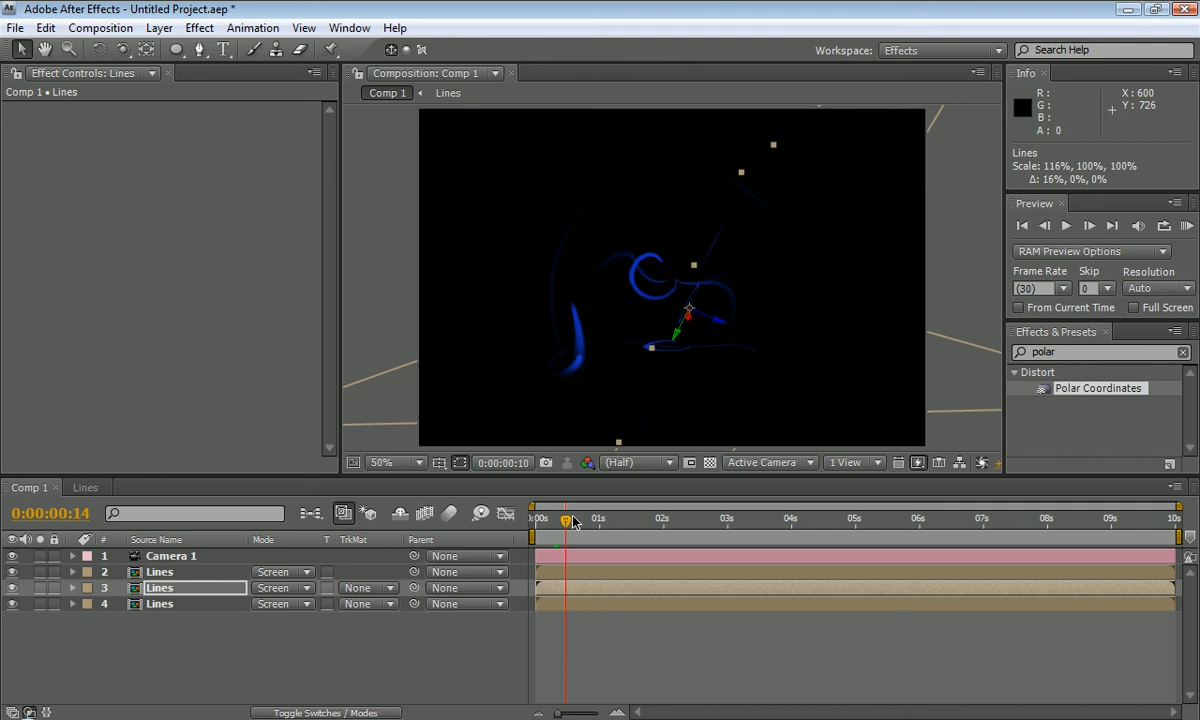 Adobe After Effects - Untitled Project.aep *
File Edit Composition Layer Effect Animation View Window Help
Workspace: Effects Search Help
Effect Controls: Lines
Comp 1 • Lines
Composition: Comp 1
Comp 1 Lines
Info
R: X: 600
G: Y: 726
B:
A: 0
Lines
Scale: 116%, 100%, 100%
Δ: 16%, 0%, 0%
Preview
RAM Preview Options
Frame Rate Skip Resolution
(30) 0 Auto
From Current Time Full Screen
Effects & Presets
polar
Distort
Polar Coordinates
50% 0:00:00:10 (Half) Active Camera 1 View
Comp 1 Lines
0:00:00:14
:00s 01s 02s 03s 04s 05s 06s 07s 08s 09s 10s
# Source Name Mode T TrkMat Parent
1 Camera 1 None
2 Lines Screen None
3 Lines Screen None None
4 Lines Screen None None
Toggle Switches / Modes